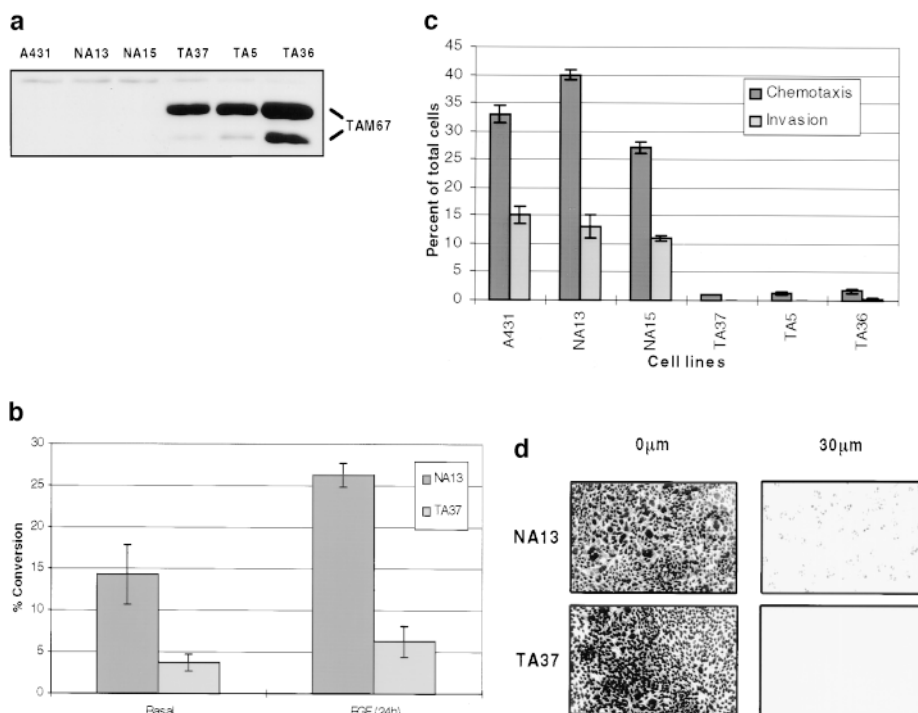 a
A431 NA13 NA15 TA37 TA5 TA36
TAM67
c
45
40
35
30
25
20
15
10
5
0
Percent of total cells
Chemotaxis
Invasion
A431
NA13
NA15
TA37
TA5
TA36
Cell lines
b
30
25
20
15
10
5
0
% Conversion
NA13
TA37
Basal
(24h)
d
0µm 30µm
NA13
TA37